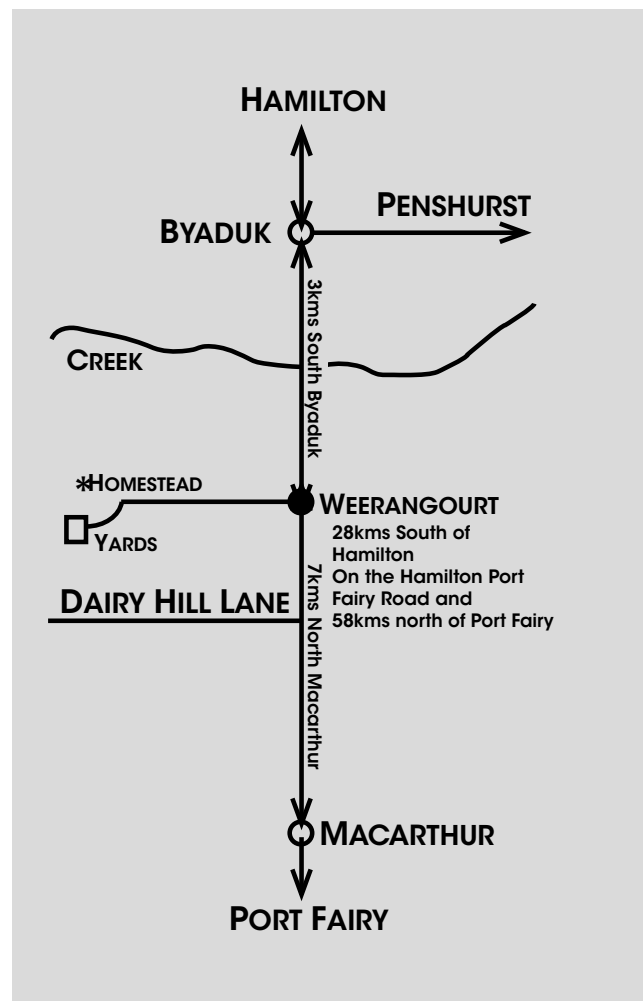 HAMILTON
PENSHURST
BYADUK
3kms South Byaduk
CREEK
*HOMESTEAD
WEERANGOURT
YARDS
28kms South of
Hamilton
On the Hamilton Port
Fairy Road and
58kms north of Port Fairy
7kms North Macarthur
DAIRY HILL LANE
MACARTHUR
PORT FAIRY